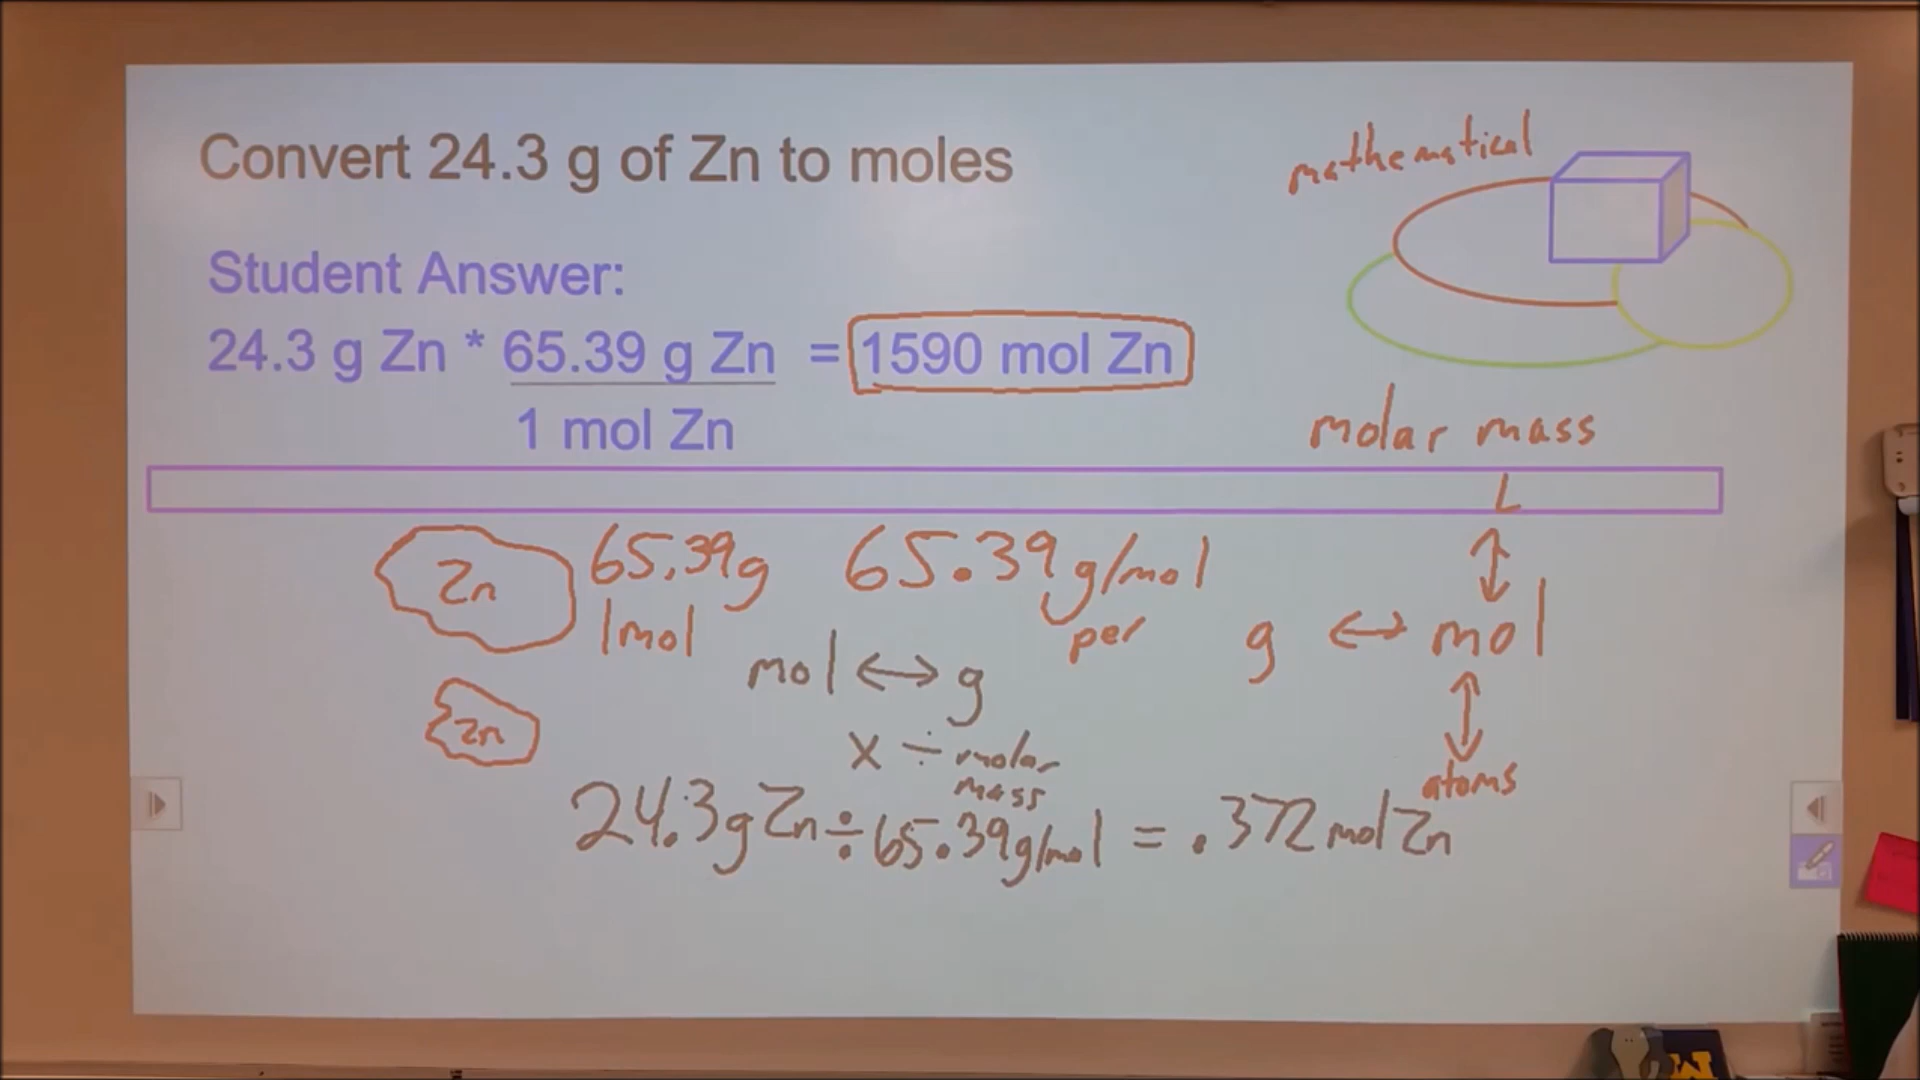 Convert 24.3 g of Zn to moles
mathematical
Student Answer:
24.3 g Zn * 65.39 g Zn = 1590 mol Zn
1 mol Zn
molar mass
L
Zn 65.39g 65.39g/mol
1mol per g ↔ mol
mol ↔ g
Zn
x ÷ molar
mass
atoms
24.3g Zn ÷ 65.39g/mol = .372 mol Zn
M